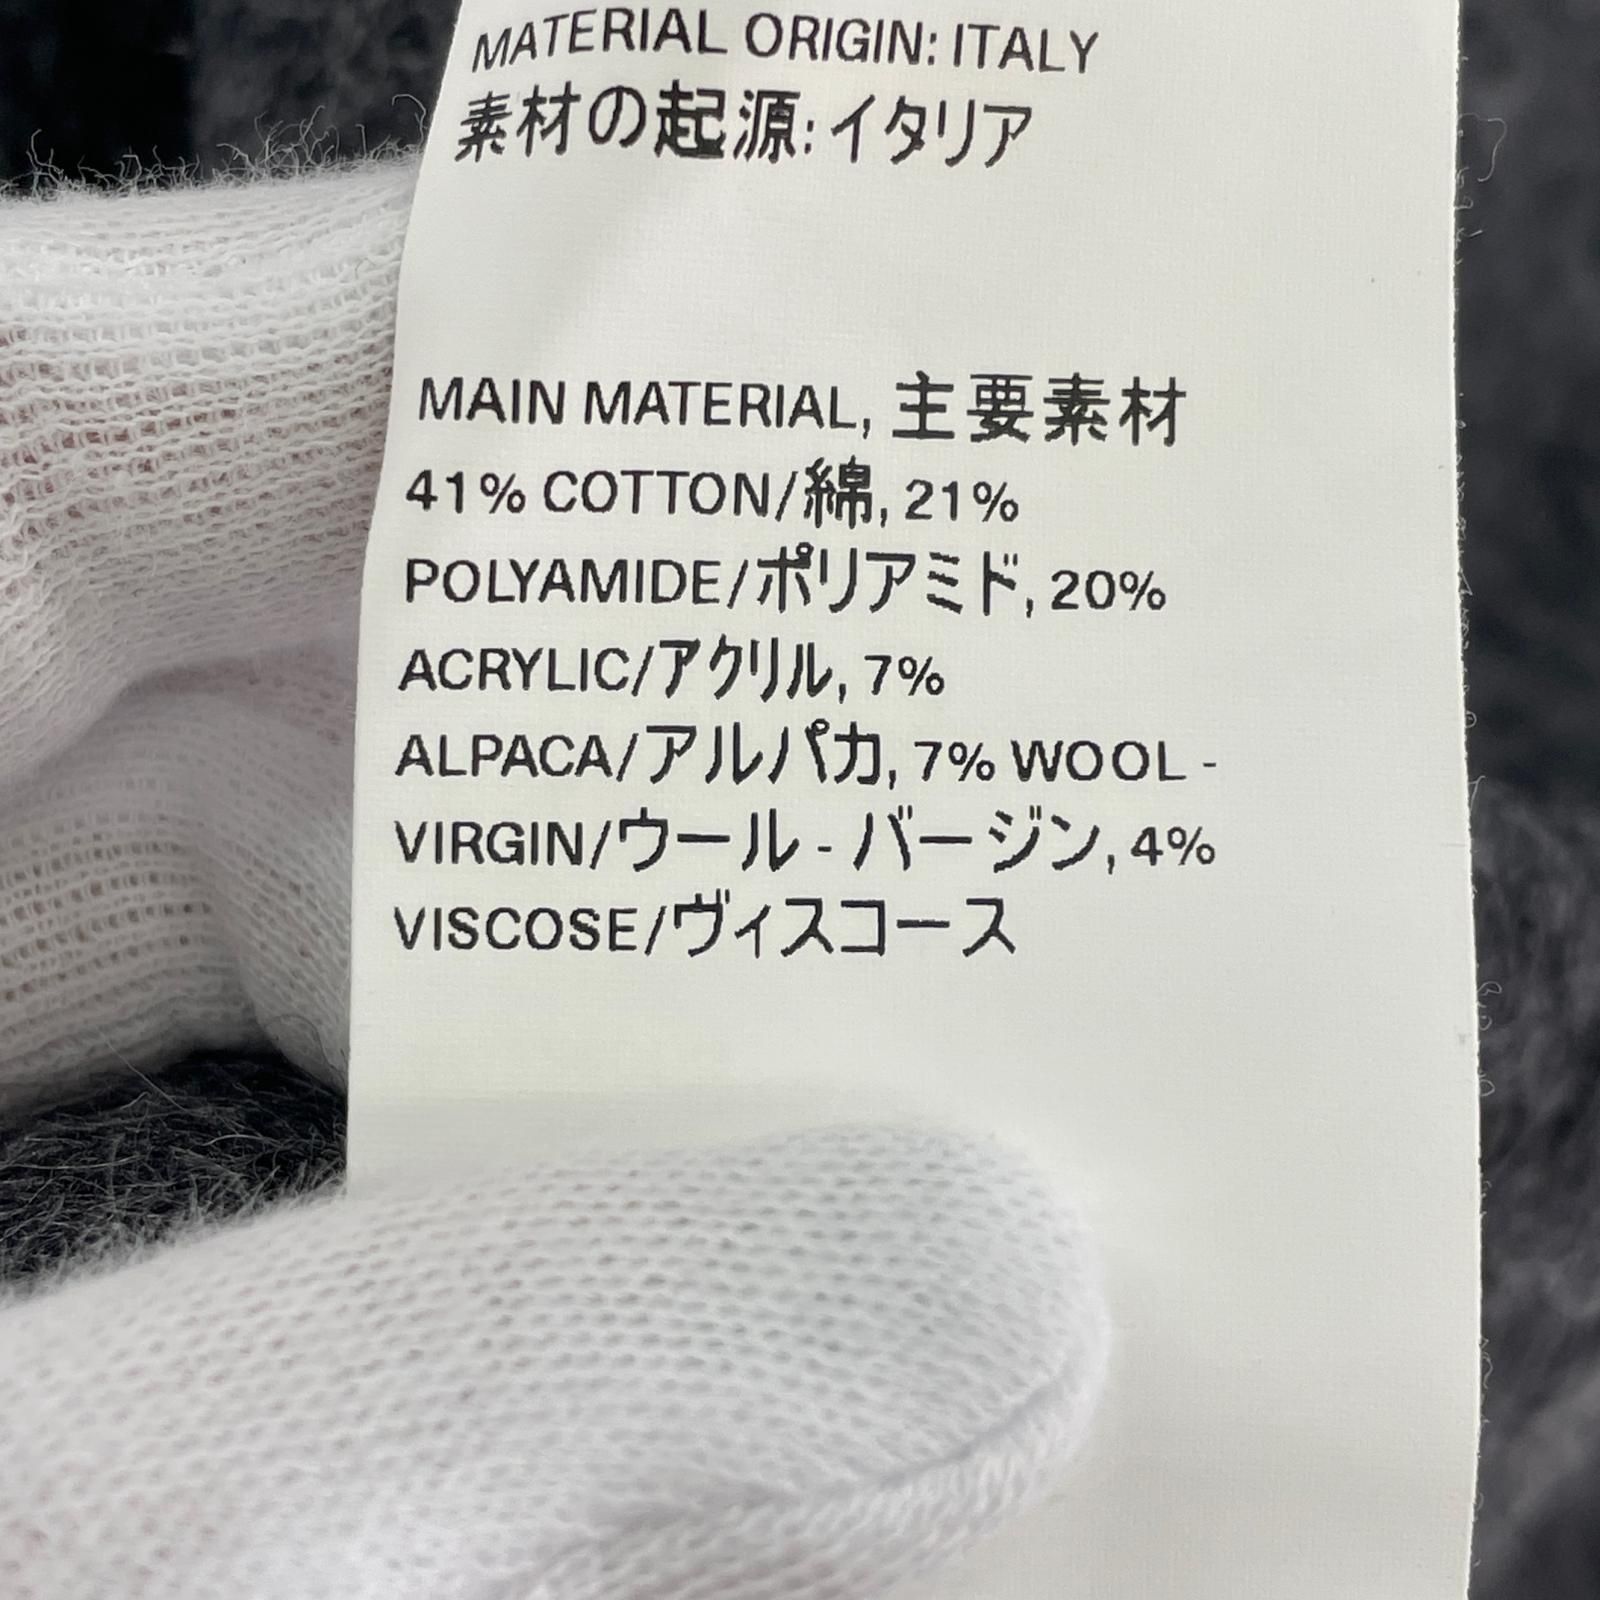 MATERIAL ORIGIN: ITALY
素材の起源: イタリア
MAIN MATERIAL, 主要素材
41% COTTON/綿, 21%
POLYAMIDE/ポリアミド, 20%
ACRYLIC/アクリル, 7%
ALPACA/アルパカ, 7% WOOL -
VIRGIN/ウール - バージン, 4%
VISCOSE/ヴィスコース